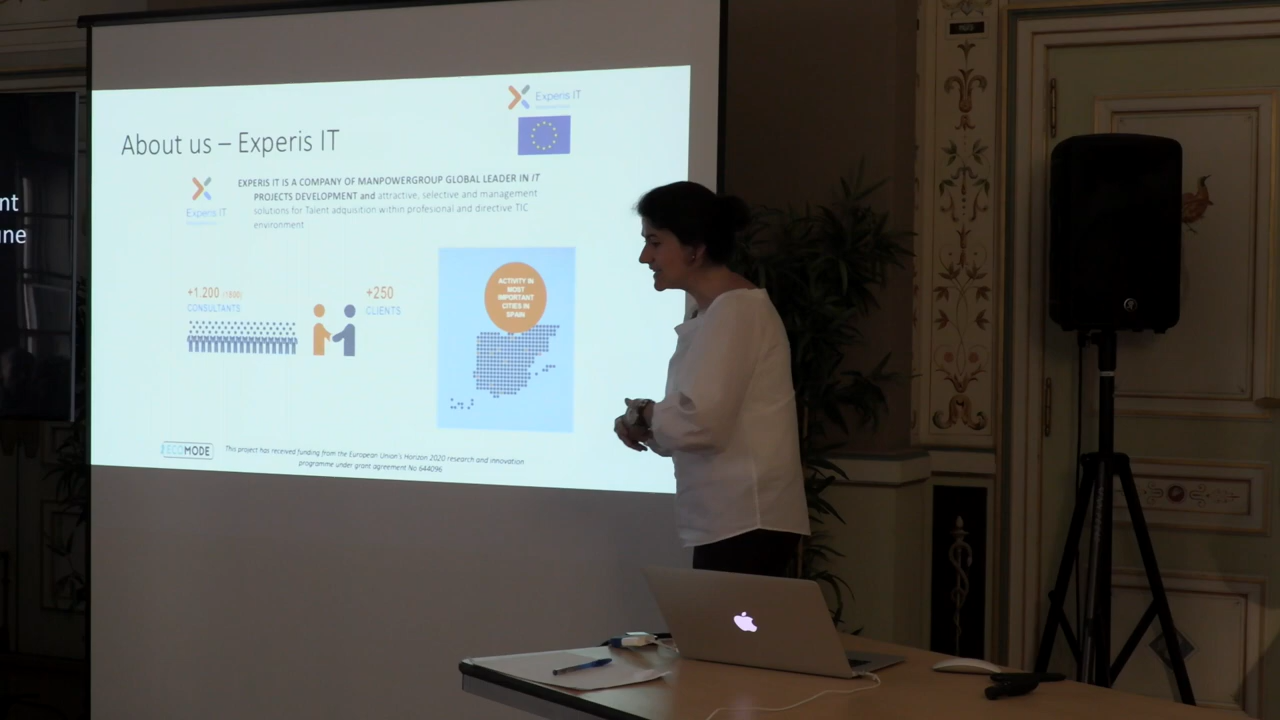 nt
une
Experis IT
About us – Experis IT
Experis IT
EXPERIS IT IS A COMPANY OF MANPOWERGROUP GLOBAL LEADER IN IT
PROJECTS DEVELOPMENT and attractive, selective and management
solutions for Talent adquisition within profesional and directive TIC
environment
+1.200 /1800)
CONSULTANTS
+250
CLIENTS
ACTIVITY IN
MOST
IMPORTANT
CITIES IN
SPAIN
ECOMODE
This project has received funding from the European Union's Horizon 2020 research and innovation
programme under grant agreement No 644096